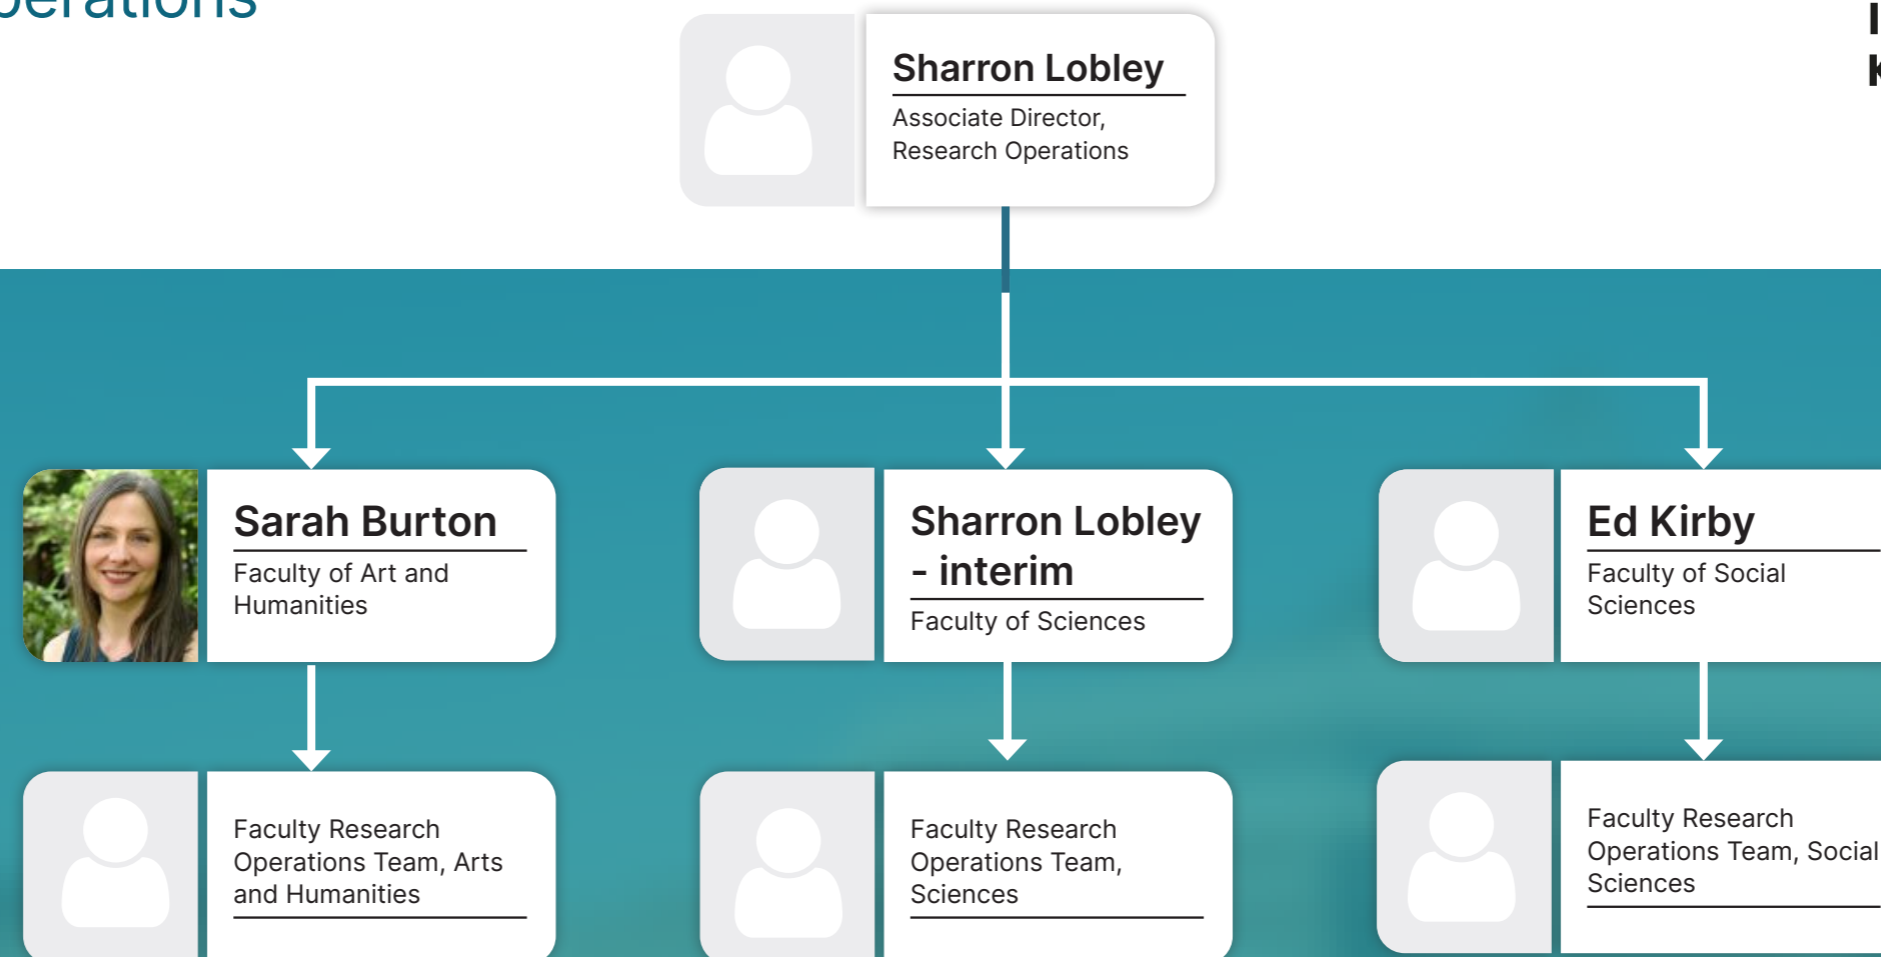 perations
Sharron Lobley
Associate Director,
Research Operations
Sarah Burton
Faculty of Art and
Humanities
Sharron Lobley
- interim
Faculty of Sciences
Ed Kirby
Faculty of Social
Sciences
Faculty Research
Operations Team, Arts
and Humanities
Faculty Research
Operations Team,
Sciences
Faculty Research
Operations Team, Social
Sciences